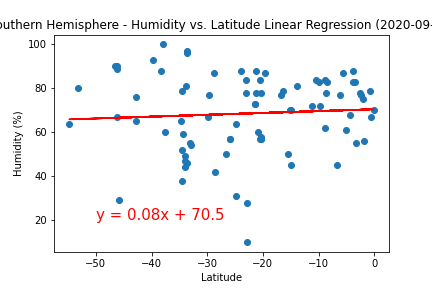 outhern Hemisphere - Humidity vs. Latitude Linear Regression (2020-09-
100
80
60
40
20
Humidity (%)
y = 0.08x + 70.5
−50 −40 −30 −20 −10 0
Latitude